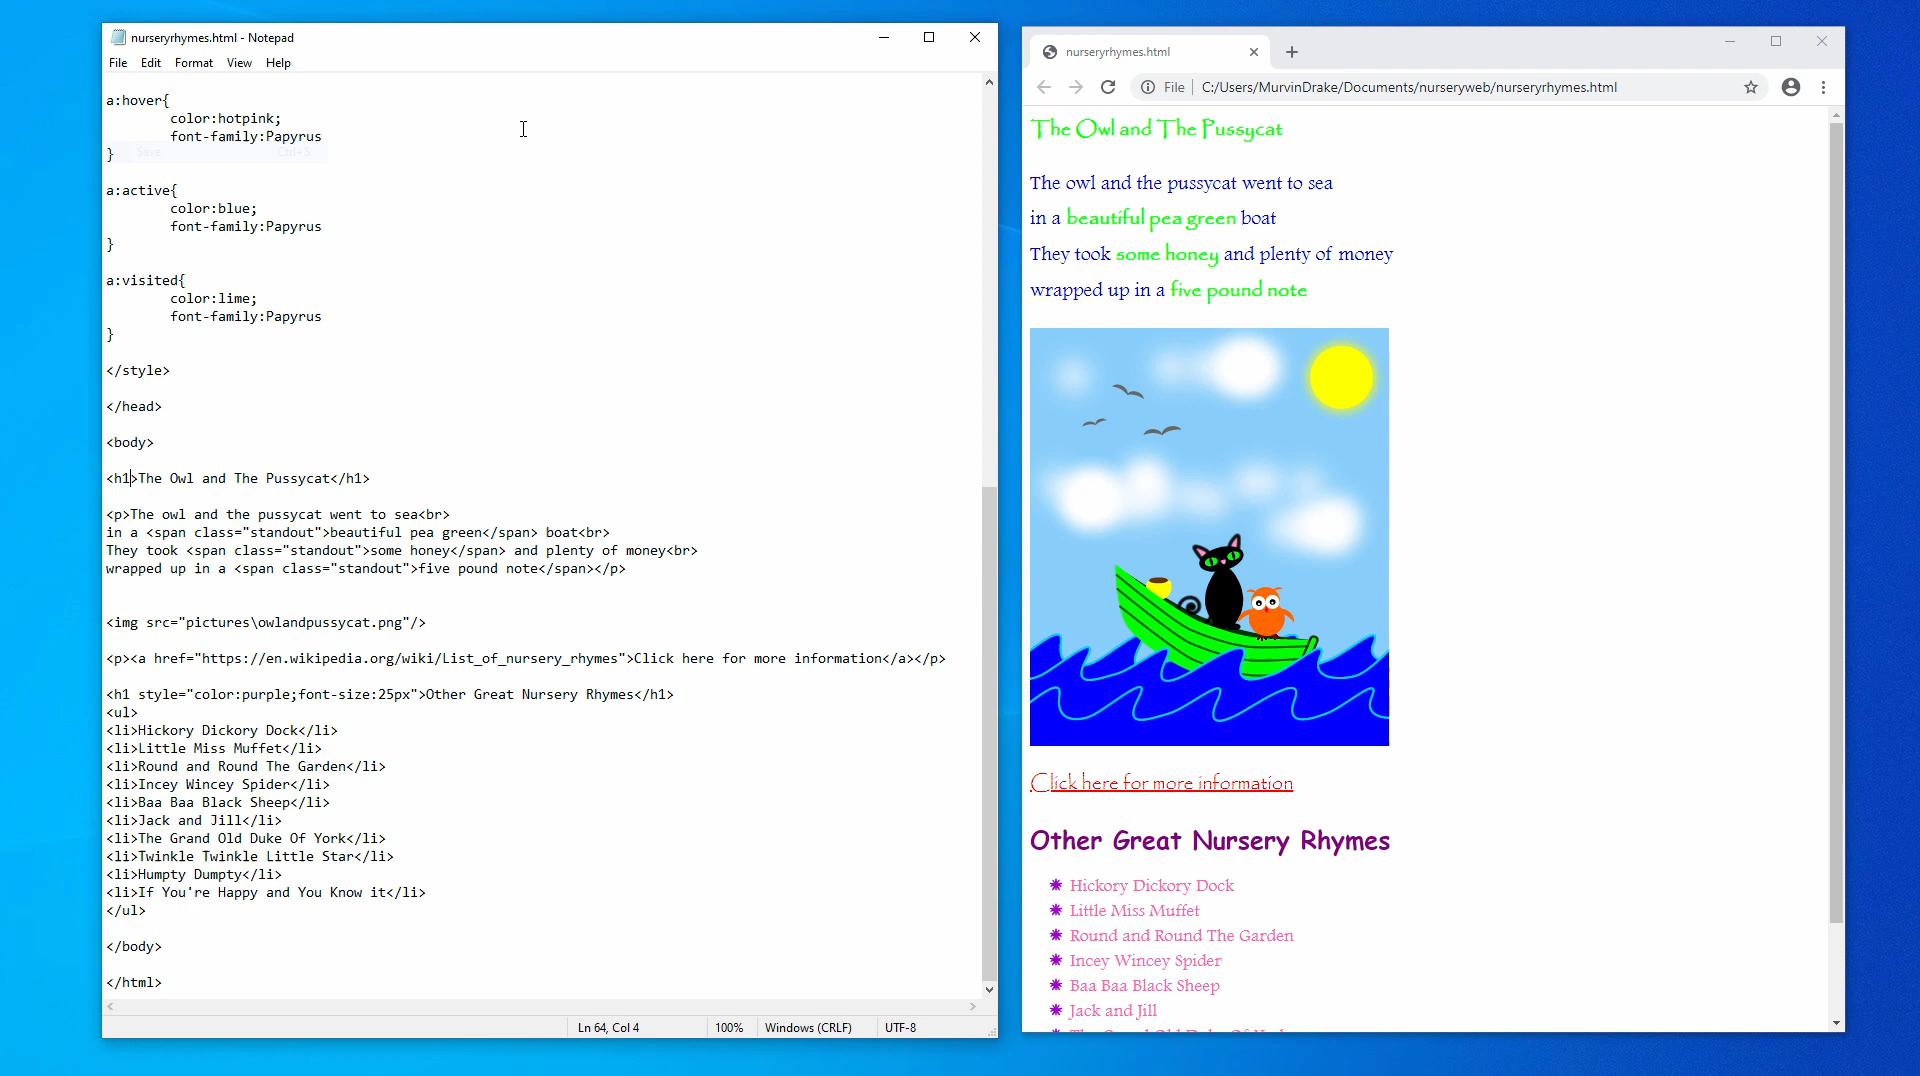 nurseryrhymes.html - Notepad
File Edit Format View Help
a:hover{
color:hotpink;
font-family:Papyrus
}
Save Ctrl+S
a:active{
color:blue;
font-family:Papyrus
}
a:visited{
color:lime;
font-family:Papyrus
}
</style>
</head>
<body>
<h1>The Owl and The Pussycat</h1>
<p>The owl and the pussycat went to sea<br>
in a <span class="standout">beautiful pea green</span> boat<br>
They took <span class="standout">some honey</span> and plenty of money<br>
wrapped up in a <span class="standout">five pound note</span></p>
<img src="pictures\owlandpussycat.png"/>
<p><a href="https://en.wikipedia.org/wiki/List_of_nursery_rhymes">Click here for more information</a></p>
<h1 style="color:purple;font-size:25px">Other Great Nursery Rhymes</h1>
<ul>
<li>Hickory Dickory Dock</li>
<li>Little Miss Muffet</li>
<li>Round and Round The Garden</li>
<li>Incey Wincey Spider</li>
<li>Baa Baa Black Sheep</li>
<li>Jack and Jill</li>
<li>The Grand Old Duke Of York</li>
<li>Twinkle Twinkle Little Star</li>
<li>Humpty Dumpty</li>
<li>If You're Happy and You Know it</li>
</ul>
</body>
</html>
Ln 64, Col 4 100% Windows (CRLF) UTF-8
nurseryrhymes.html
File C:/Users/MurvinDrake/Documents/nurseryweb/nurseryrhymes.html
The Owl and The Pussycat
The owl and the pussycat went to sea
in a beautiful pea green boat
They took some honey and plenty of money
wrapped up in a five pound note
Click here for more information
Other Great Nursery Rhymes
Hickory Dickory Dock
Little Miss Muffet
Round and Round The Garden
Incey Wincey Spider
Baa Baa Black Sheep
Jack and Jill